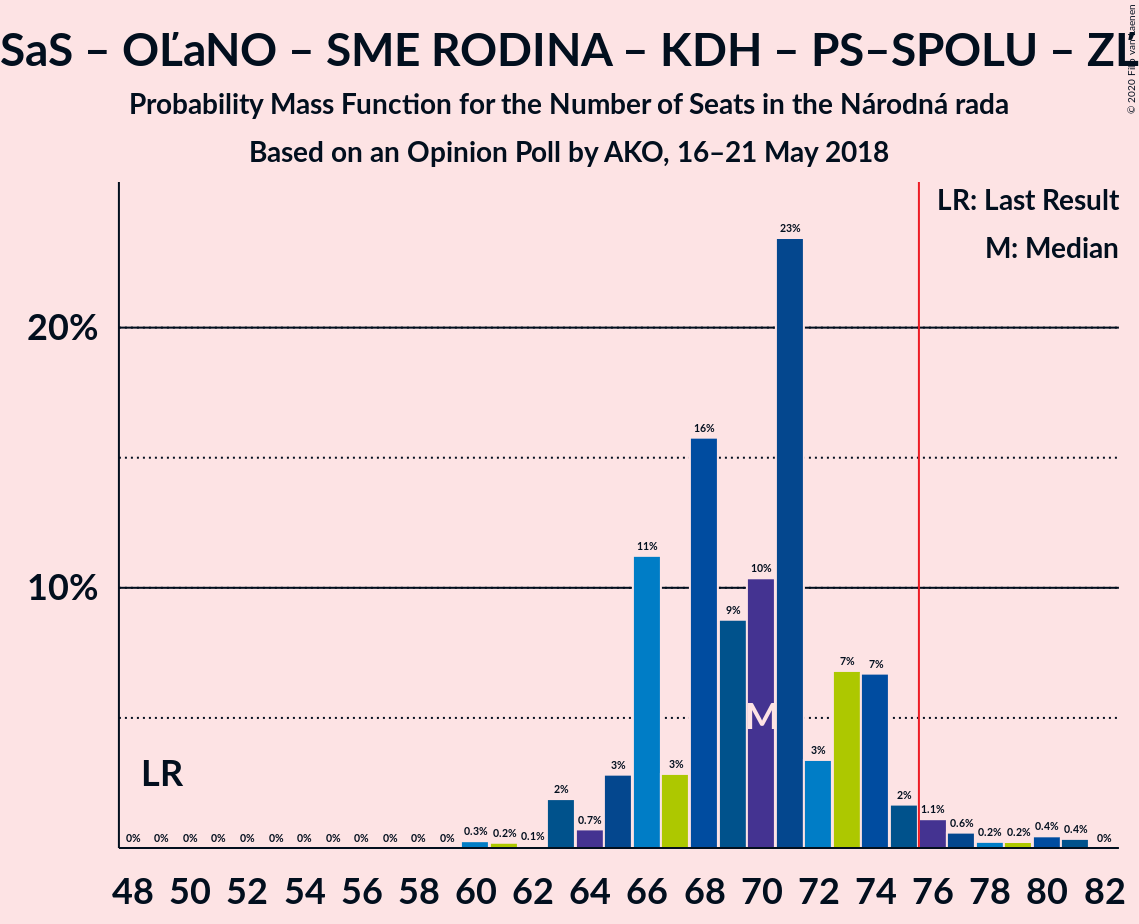 SaS – OĽaNO – SME RODINA – KDH – PS–SPOLU – ZĽ
Probability Mass Function for the Number of Seats in the Národná rada
Based on an Opinion Poll by AKO, 16–21 May 2018
© 2020 Filip van Laenen
LR: Last Result
M: Median
20%
10%
LR
M
0% 0% 0% 0% 0% 0% 0% 0% 0% 0% 0% 0% 0.3% 0.2% 0.1% 2% 0.7% 3% 11% 3% 16% 9% 10% 23% 3% 7% 7% 2% 1.1% 0.6% 0.2% 0.2% 0.4% 0.4% 0%
48 50 52 54 56 58 60 62 64 66 68 70 72 74 76 78 80 82